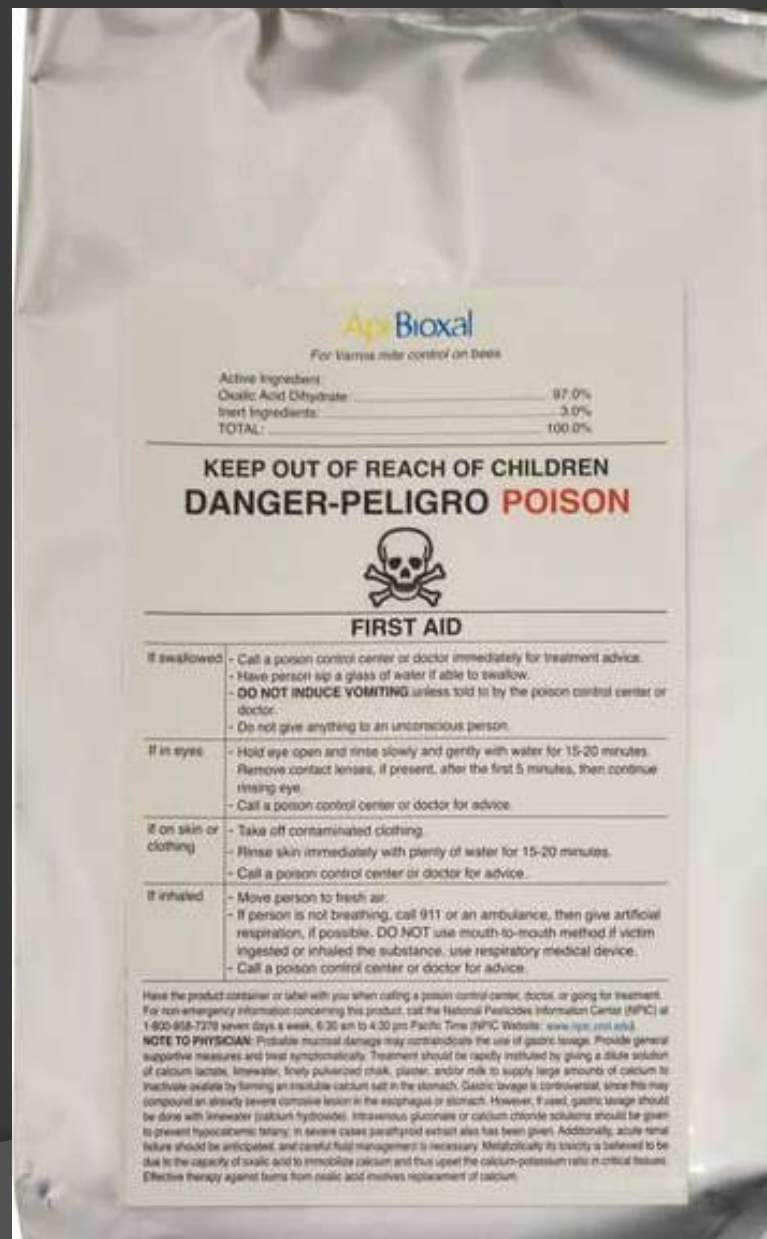 Api Bioxal
For Varroa mite control on bees
Active Ingredient:
Oxalic Acid Dihydrate 97.0%
Inert Ingredients: 3.0%
TOTAL: 100.0%
KEEP OUT OF REACH OF CHILDREN
DANGER-PELIGRO POISON
FIRST AID
If swallowed - Call a poison control center or doctor immediately for treatment advice.
- Have person sip a glass of water if able to swallow.
- DO NOT INDUCE VOMITING unless told to by the poison control center or
doctor.
- Do not give anything to an unconscious person.
If in eyes - Hold eye open and rinse slowly and gently with water for 15-20 minutes.
Remove contact lenses, if present, after the first 5 minutes, then continue
rinsing eye.
- Call a poison control center or doctor for advice.
If on skin or - Take off contaminated clothing.
clothing - Rinse skin immediately with plenty of water for 15-20 minutes.
- Call a poison control center or doctor for advice.
If inhaled - Move person to fresh air.
- If person is not breathing, call 911 or an ambulance, then give artificial
respiration, if possible. DO NOT use mouth-to-mouth method if victim
ingested or inhaled the substance, use respiratory medical device.
- Call a poison control center or doctor for advice.
Have the product container or label with you when calling a poison control center, doctor, or going for treatment.
For non-emergency information concerning this product, call the National Pesticides Information Center (NPIC) at
1-800-858-7378 seven days a week, 6:30 am to 4:30 pm Pacific Time (NPIC Website: www.npic.orst.edu).
NOTE TO PHYSICIAN: Probable mucosal damage may contraindicate the use of gastric lavage. Provide general
supportive measures and treat symptomatically. Treatment should be rapidly instituted by giving a dilute solution
of calcium lactate, limewater, finely pulverized chalk, plaster, and/or milk to supply large amounts of calcium to
inactivate oxalate by forming an insoluble calcium salt in the stomach. Gastric lavage is controversial, since this may
compound an already severe corrosive lesion in the esophagus or stomach. However, if used, gastric lavage should
be done with limewater (calcium hydroxide). Intravenous gluconate or calcium chloride solutions should be given
to prevent hypocalcemic tetany; in severe cases parathyroid extract also has been given. Additionally, acute renal
failure should be anticipated, and careful fluid management is necessary. Metabolically its toxicity is believed to be
due to the capacity of oxalic acid to immobilize calcium and thus upset the calcium-potassium ratio in critical tissues.
Effective therapy against burns from oxalic acid involves replacement of calcium.